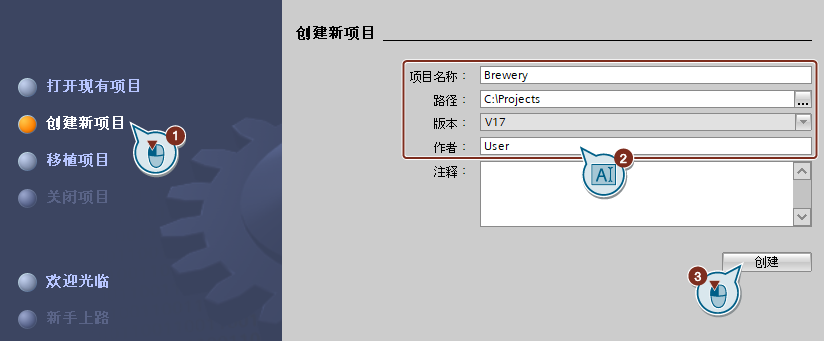 打开现有项目
创建新项目
1
移植项目
关闭项目
欢迎光临
新手上路
创建新项目
项目名称：
Brewery
路径：
C:\Projects
...
版本：
V17
作者：
User
2
AI
注释：
创建
3